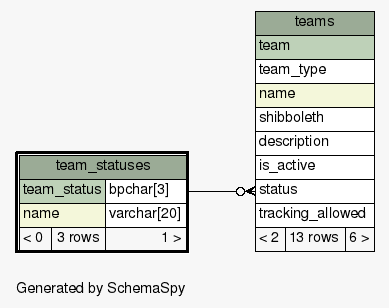 teams
team
team_type
name
shibboleth
description
is_active
status
tracking_allowed
< 2 13 rows 6 >
team_statuses
team_status bpchar[3]
name varchar[20]
< 0 3 rows 1 >
Generated by SchemaSpy